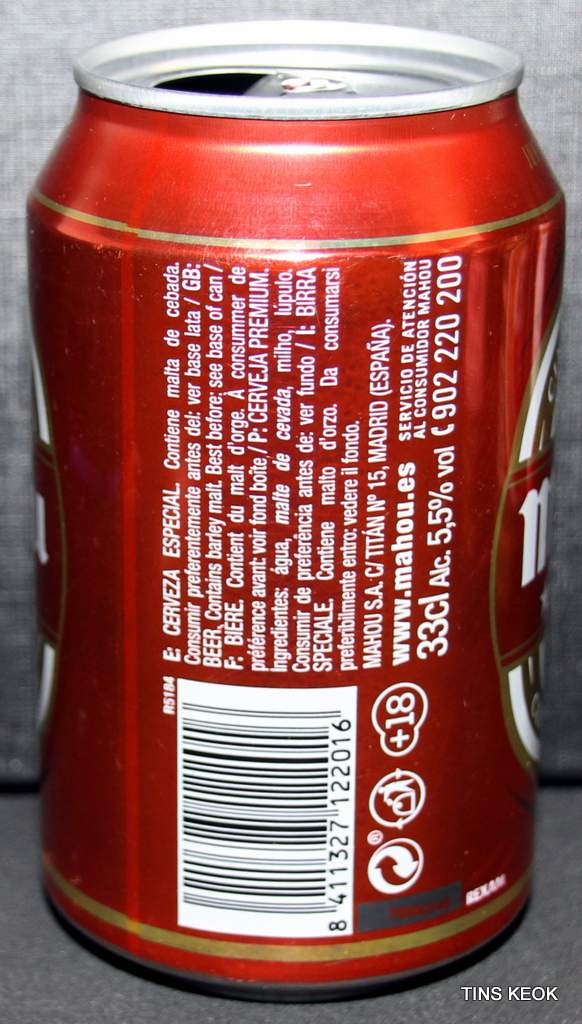 E: CERVEZA ESPECIAL. Contiene malta de cebada.
Consumir preferentemente antes del: ver base lata / GB:
BEER. Contains barley malt. Best before: see base of can /
F: BIERE. Contient du malt d'orge. À consummer de
préférence avant: voir fond boîte / P: CERVEJA PREMIUM.
Ingredientes: água, malte de cevada, milho, lúpulo.
Consumir de preferência antes de: ver fundo / I: BIRRA
SPECIALE. Contiene malto d'orzo. Da consumarsi
preferibilmente entro: vedere il fondo.
MAHOU S.A. C/ TITÁN Nº 15, MADRID (ESPAÑA).
www.mahou.es SERVICIO DE ATENCIÓN
AL CONSUMIDOR MAHOU
33cl Alc. 5,5% vol 902 220 200
R5184
8 411327 122016
+18
®
REXAM
TINS KEOK